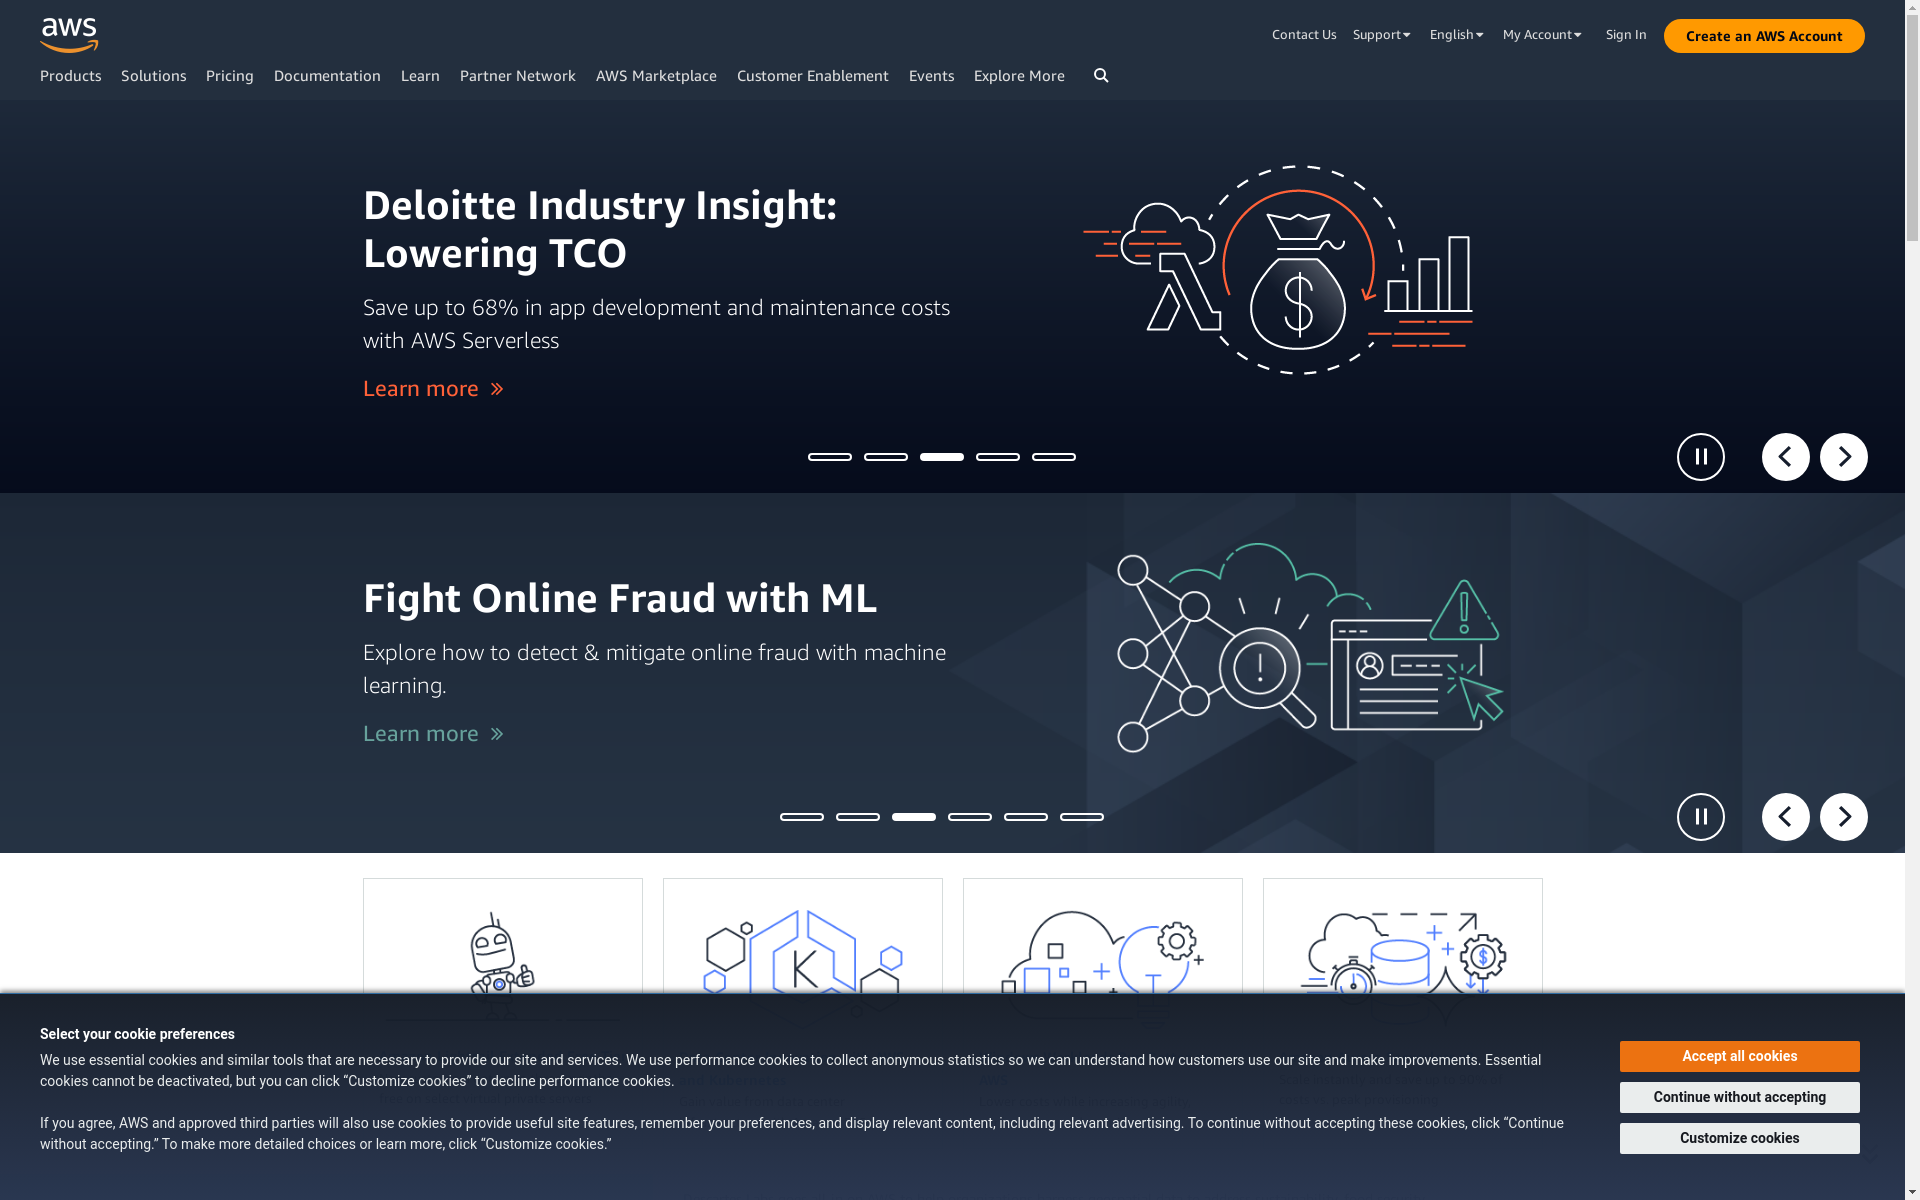 aws
Contact Us
Support
English
My Account
Sign In
Create an AWS Account
Products
Solutions
Pricing
Documentation
Learn
Partner Network
AWS Marketplace
Customer Enablement
Events
Explore More
Deloitte Industry Insight:
Lowering TCO
Save up to 68% in app development and maintenance costs
with AWS Serverless
Learn more
Fight Online Fraud with ML
Explore how to detect & mitigate online fraud with machine
learning.
Learn more
K
Select your cookie preferences
We use essential cookies and similar tools that are necessary to provide our site and services. We use performance cookies to collect anonymous statistics so we can understand how customers use our site and make improvements. Essential
cookies cannot be deactivated, but you can click “Customize cookies” to decline performance cookies.
If you agree, AWS and approved third parties will also use cookies to provide useful site features, remember your preferences, and display relevant content, including relevant advertising. To continue without accepting these cookies, click “Continue
without accepting.” To make more detailed choices or learn more, click “Customize cookies.”
Accept all cookies
Continue without accepting
Customize cookies